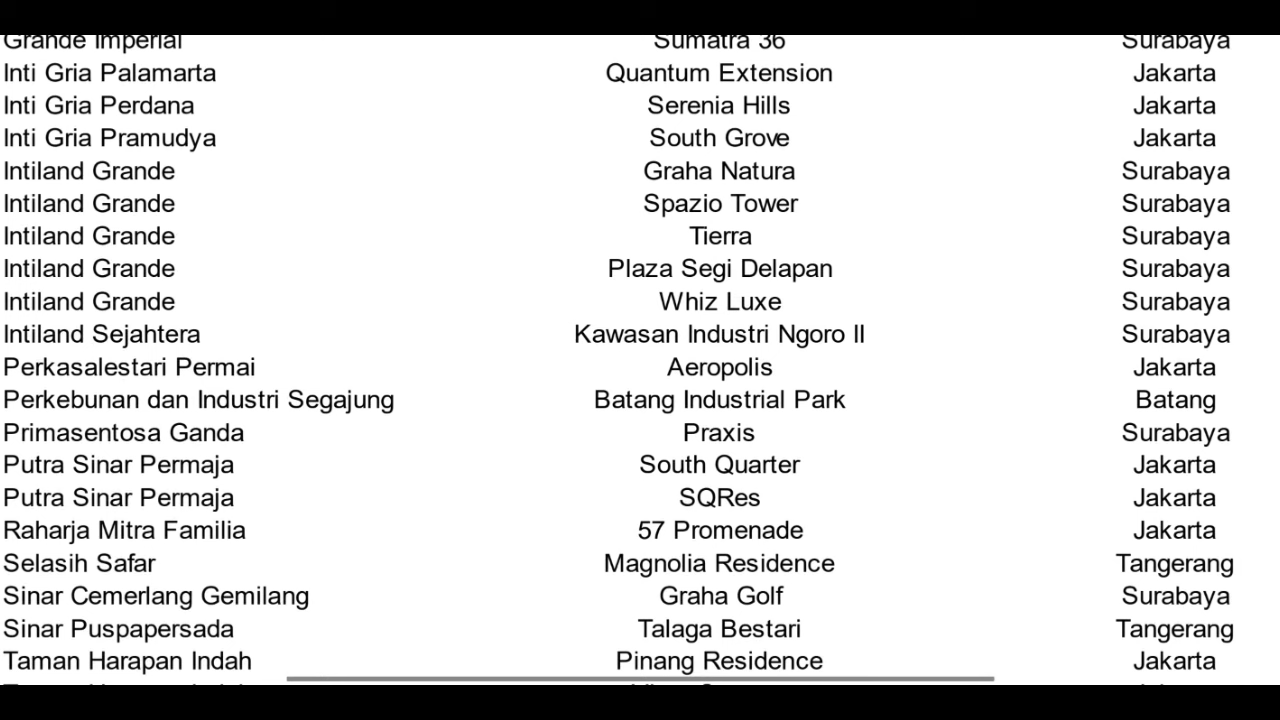 Grande Imperial Sumatra 36 Surabaya
Inti Gria Palamarta Quantum Extension Jakarta
Inti Gria Perdana Serenia Hills Jakarta
Inti Gria Pramudya South Grove Jakarta
Intiland Grande Graha Natura Surabaya
Intiland Grande Spazio Tower Surabaya
Intiland Grande Tierra Surabaya
Intiland Grande Plaza Segi Delapan Surabaya
Intiland Grande Whiz Luxe Surabaya
Intiland Sejahtera Kawasan Industri Ngoro II Surabaya
Perkasalestari Permai Aeropolis Jakarta
Perkebunan dan Industri Segajung Batang Industrial Park Batang
Primasentosa Ganda Praxis Surabaya
Putra Sinar Permaja South Quarter Jakarta
Putra Sinar Permaja SQRes Jakarta
Raharja Mitra Familia 57 Promenade Jakarta
Selasih Safar Magnolia Residence Tangerang
Sinar Cemerlang Gemilang Graha Golf Surabaya
Sinar Puspapersada Talaga Bestari Tangerang
Taman Harapan Indah Pinang Residence Jakarta